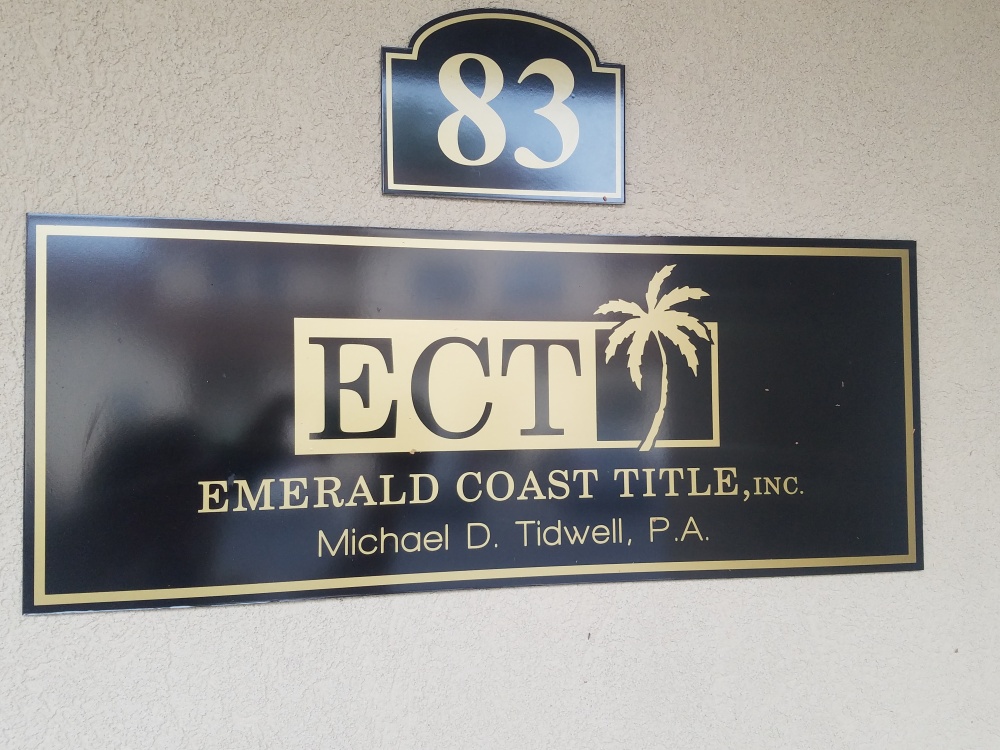 83
ECT
EMERALD COAST TITLE, INC.
Michael D. Tidwell, P.A.